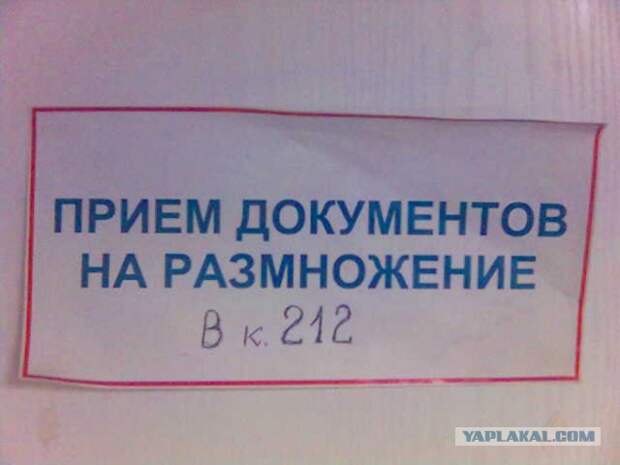 ПРИЕМ ДОКУМЕНТОВ
НА РАЗМНОЖЕНИЕ
В к. 212
YAPLAKAL.COM